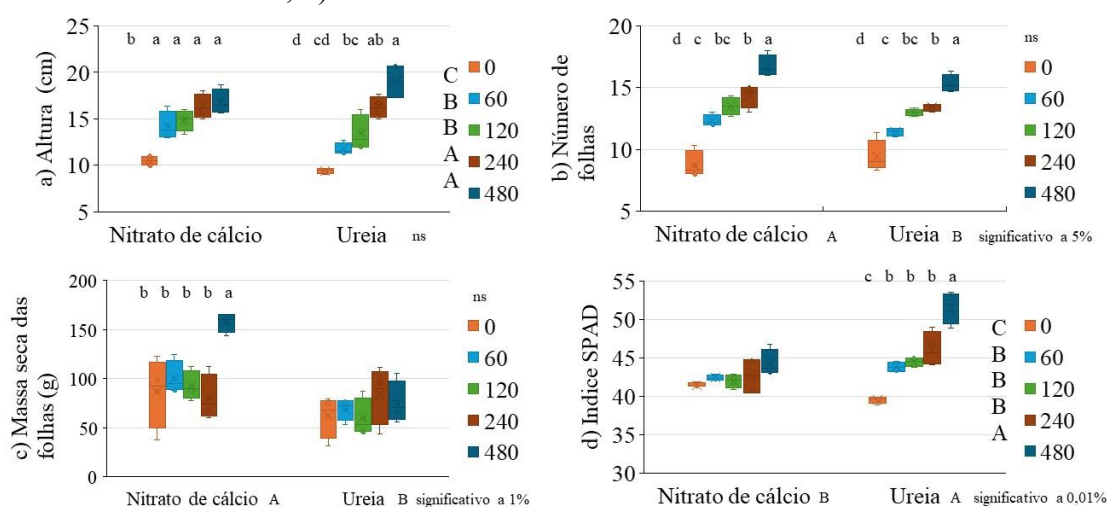 a) Altura (cm)
25
20
15
10
5
b a a a a
d cd bc ab a
C
B
B
A
A
0
60
120
240
480
Nitrato de cálcio
Ureia ns
b) Número de
folhas
20
15
10
5
d c bc b a
d c bc b a
ns
0
60
120
240
480
Nitrato de cálcio A
Ureia B significativo a 5%
c) Massa seca das
folhas (g)
200
150
100
50
0
b b b b a
ns
0
60
120
240
480
Nitrato de cálcio A
Ureia B significativo a 1%
d) Indice SPAD
55
50
45
40
35
30
c b b b a
C
B
B
B
A
0
60
120
240
480
Nitrato de cálcio B
Ureia A significativo a 0,01%